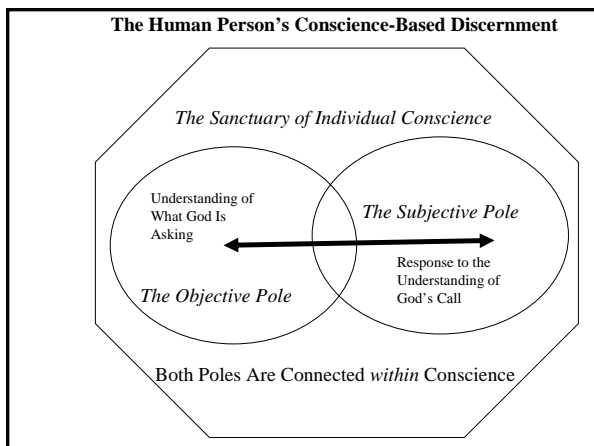 The Human Person's Conscience-Based Discernment
The Sanctuary of Individual Conscience
Understanding of
What God Is
Asking
The Objective Pole
The Subjective Pole
Response to the
Understanding of
God's Call
Both Poles Are Connected within Conscience